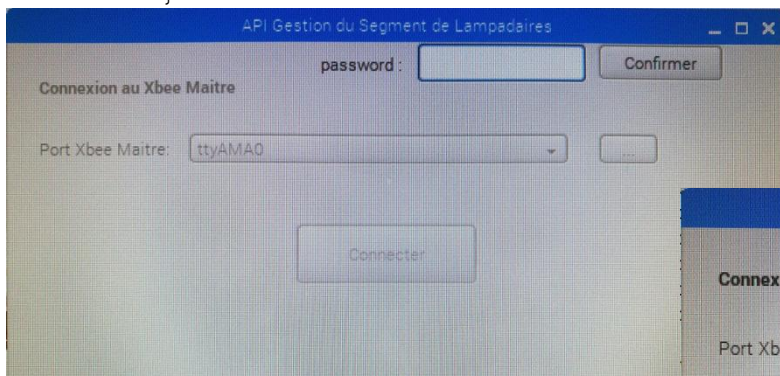 API Gestion du Segment de Lampadaires
password :
Confirmer
Connexion au Xbee Maitre
Port Xbee Maitre:
ttyAMA0
...
Connecter
Connex
Port Xb